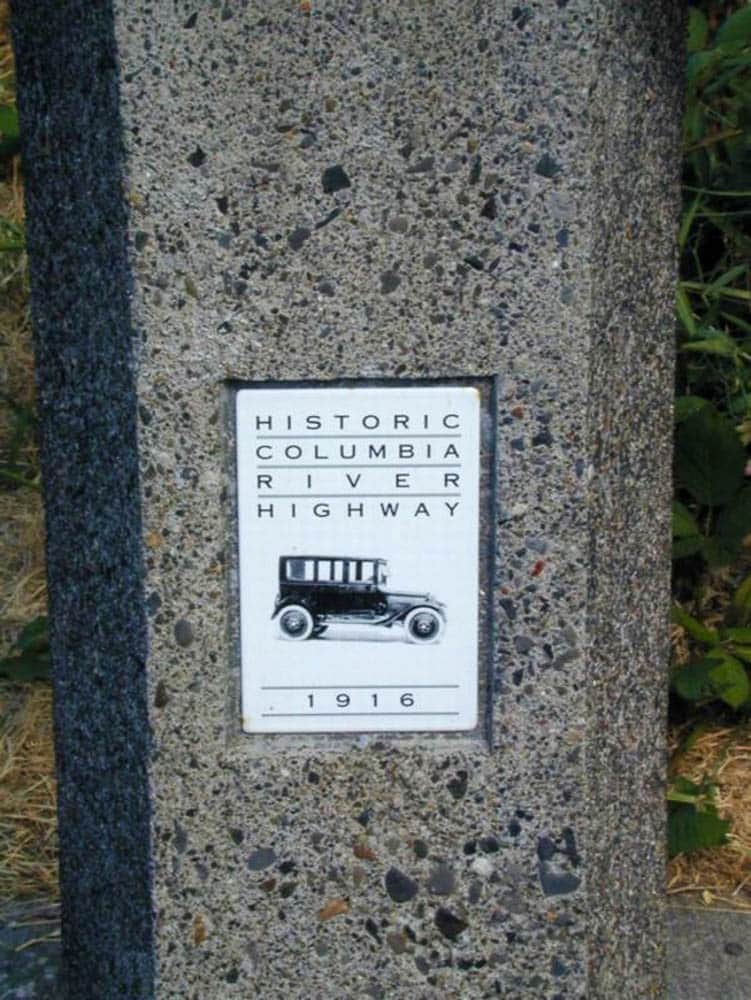 HISTORIC
COLUMBIA
RIVER
HIGHWAY
1916